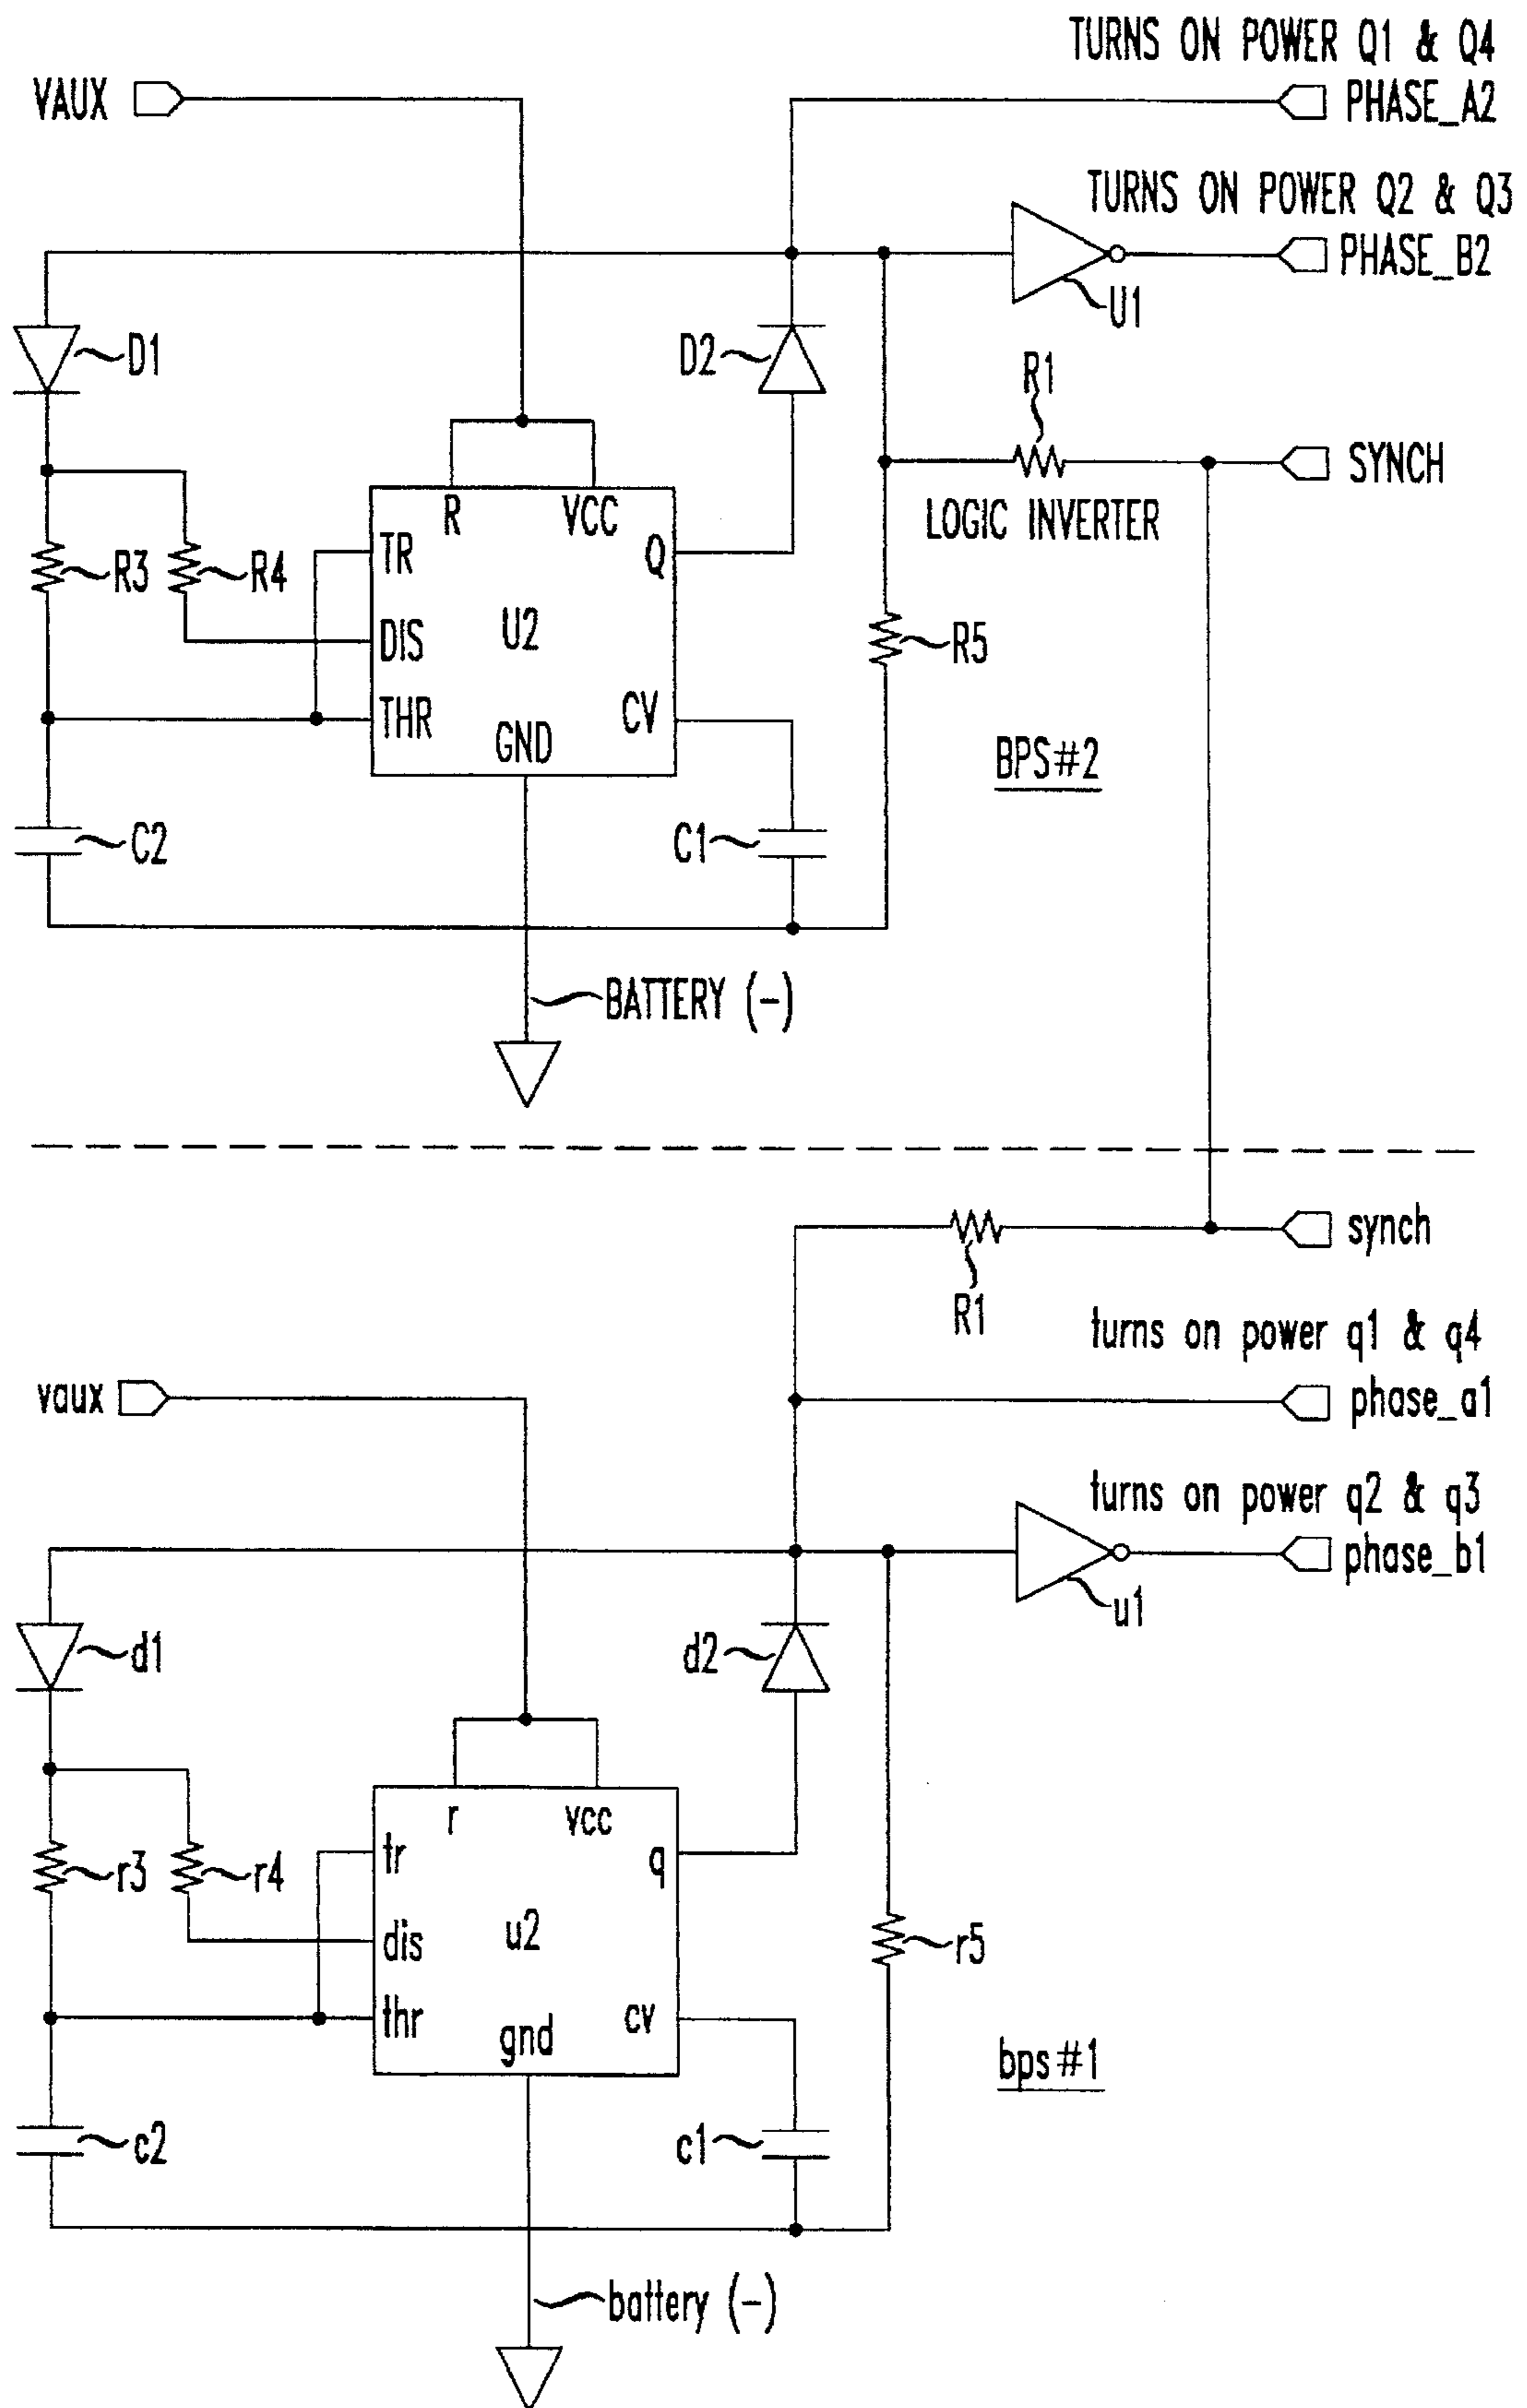 TURNS ON POWER Q1 & Q4
VAUX
PHASE_A2
TURNS ON POWER Q2 & Q3
PHASE_B2
U1
D1
D2
R1
SYNCH
LOGIC INVERTER
R
VCC
TR
Q
R3
R4
U2
DIS
R5
THR
CV
GND
BPS#2
C2
C1
BATTERY (-)
synch
R1
turns on power q1 & q4
vaux
phase_a1
turns on power q2 & q3
phase_b1
u1
d1
d2
r
vcc
tr
q
r3
r4
u2
dis
r5
thr
cv
gnd
bps#1
c2
c1
battery (-)